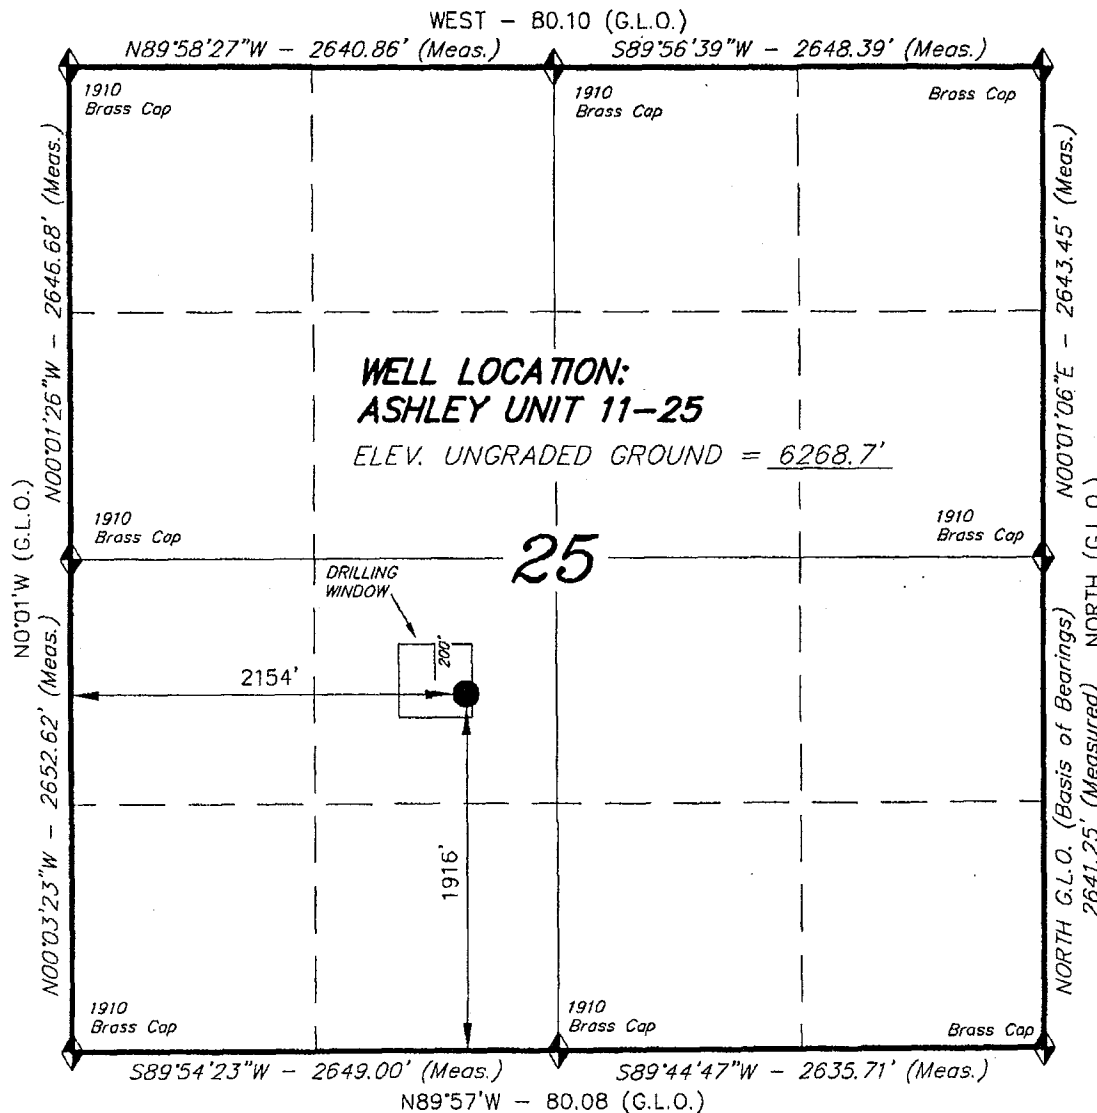 WEST - 80.10 (G.L.O.)
N89°58'27"W - 2640.86' (Meas.)
S89°56'39"W - 2648.39' (Meas.)
1910
Brass Cap
1910
Brass Cap
Brass Cap
N00°01'26"W - 2646.68' (Meas.)
N00°01'06"E - 2643.45' (Meas.)
WELL LOCATION:
ASHLEY UNIT 11-25
ELEV. UNGRADED GROUND = 6268.7'
N0°01'W (G.L.O.)
NORTH (G.L.O.)
1910
Brass Cap
1910
Brass Cap
25
DRILLING
WINDOW
200'
2154'
1916'
N00°03'23"W - 2652.62' (Meas.)
NORTH G.L.O. (Basis of Bearings)
2641.25' (Measured)
1910
Brass Cap
1910
Brass Cap
Brass Cap
S89°54'23"W - 2649.00' (Meas.)
S89°44'47"W - 2635.71' (Meas.)
N89°57'W - 80.08 (G.L.O.)